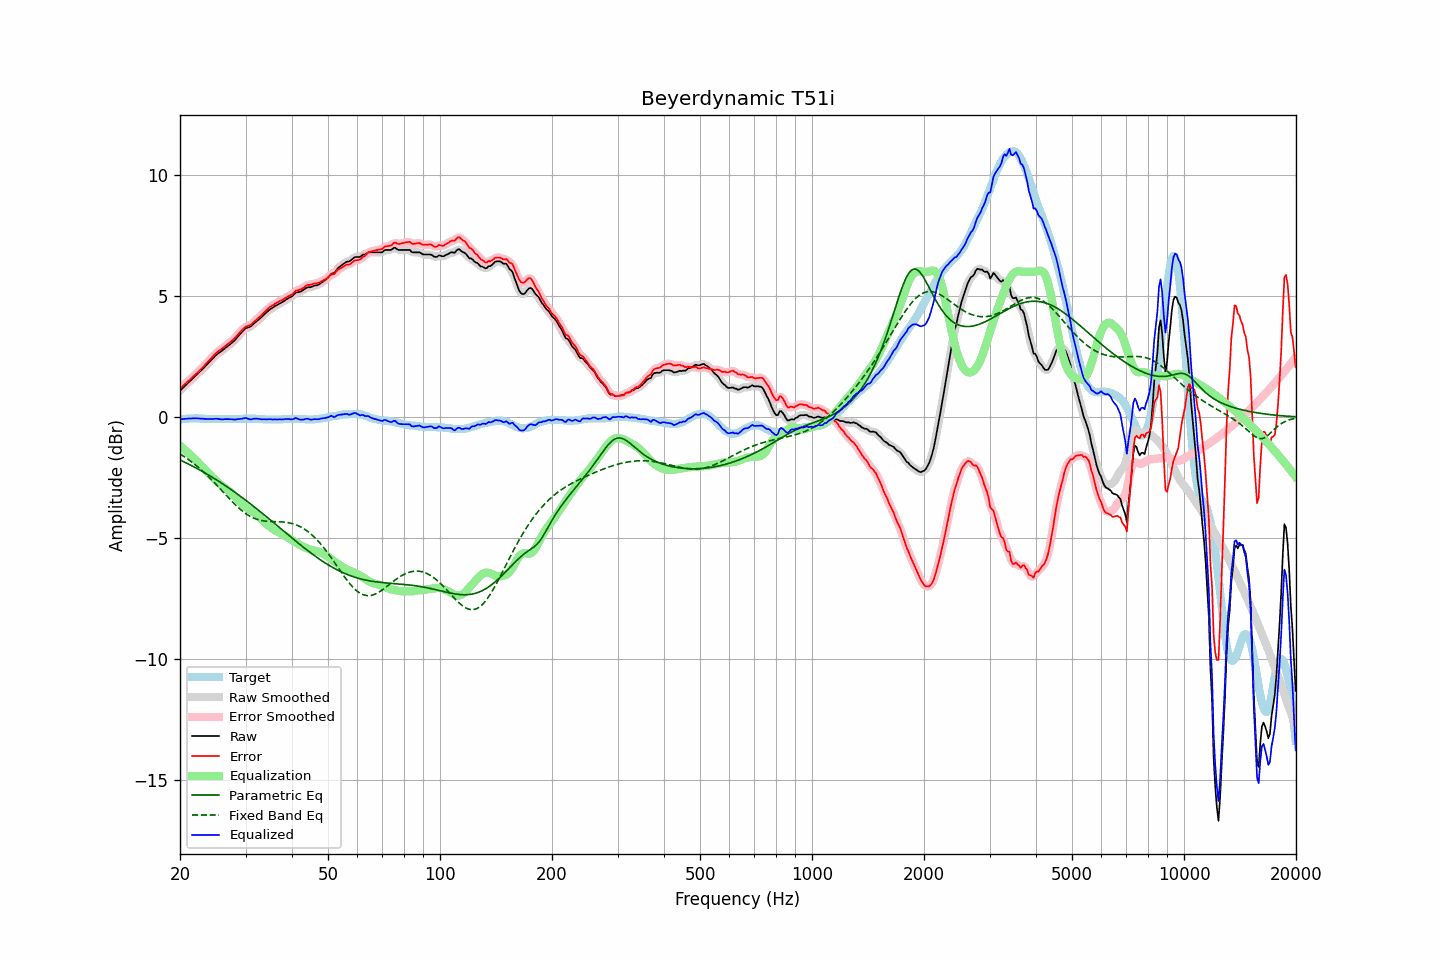 Beyerdynamic T51i
Amplitude (dBr)
10
5
0
−5
−10
−15
Target
Raw Smoothed
Error Smoothed
Raw
Error
Equalization
Parametric Eq
Fixed Band Eq
Equalized
20 50 100 200 500 1000 2000 5000 10000 20000
Frequency (Hz)